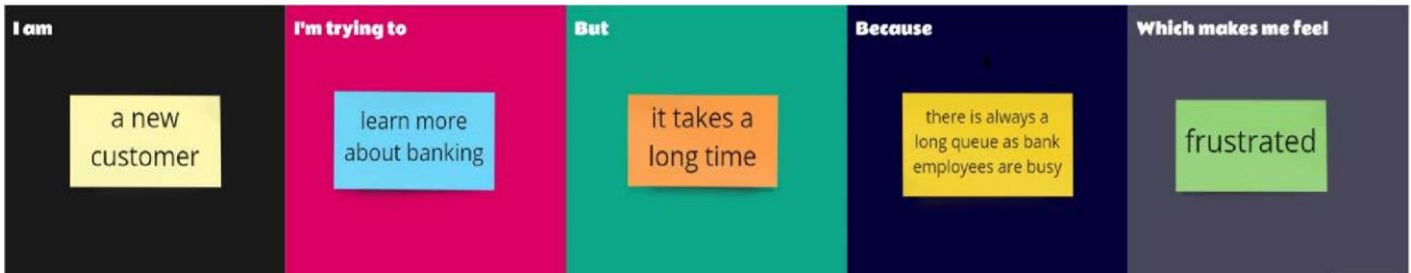 I am
a new
customer
I'm trying to
learn more
about banking
But
it takes a
long time
Because
there is always a
long queue as bank
employees are busy
Which makes me feel
frustrated